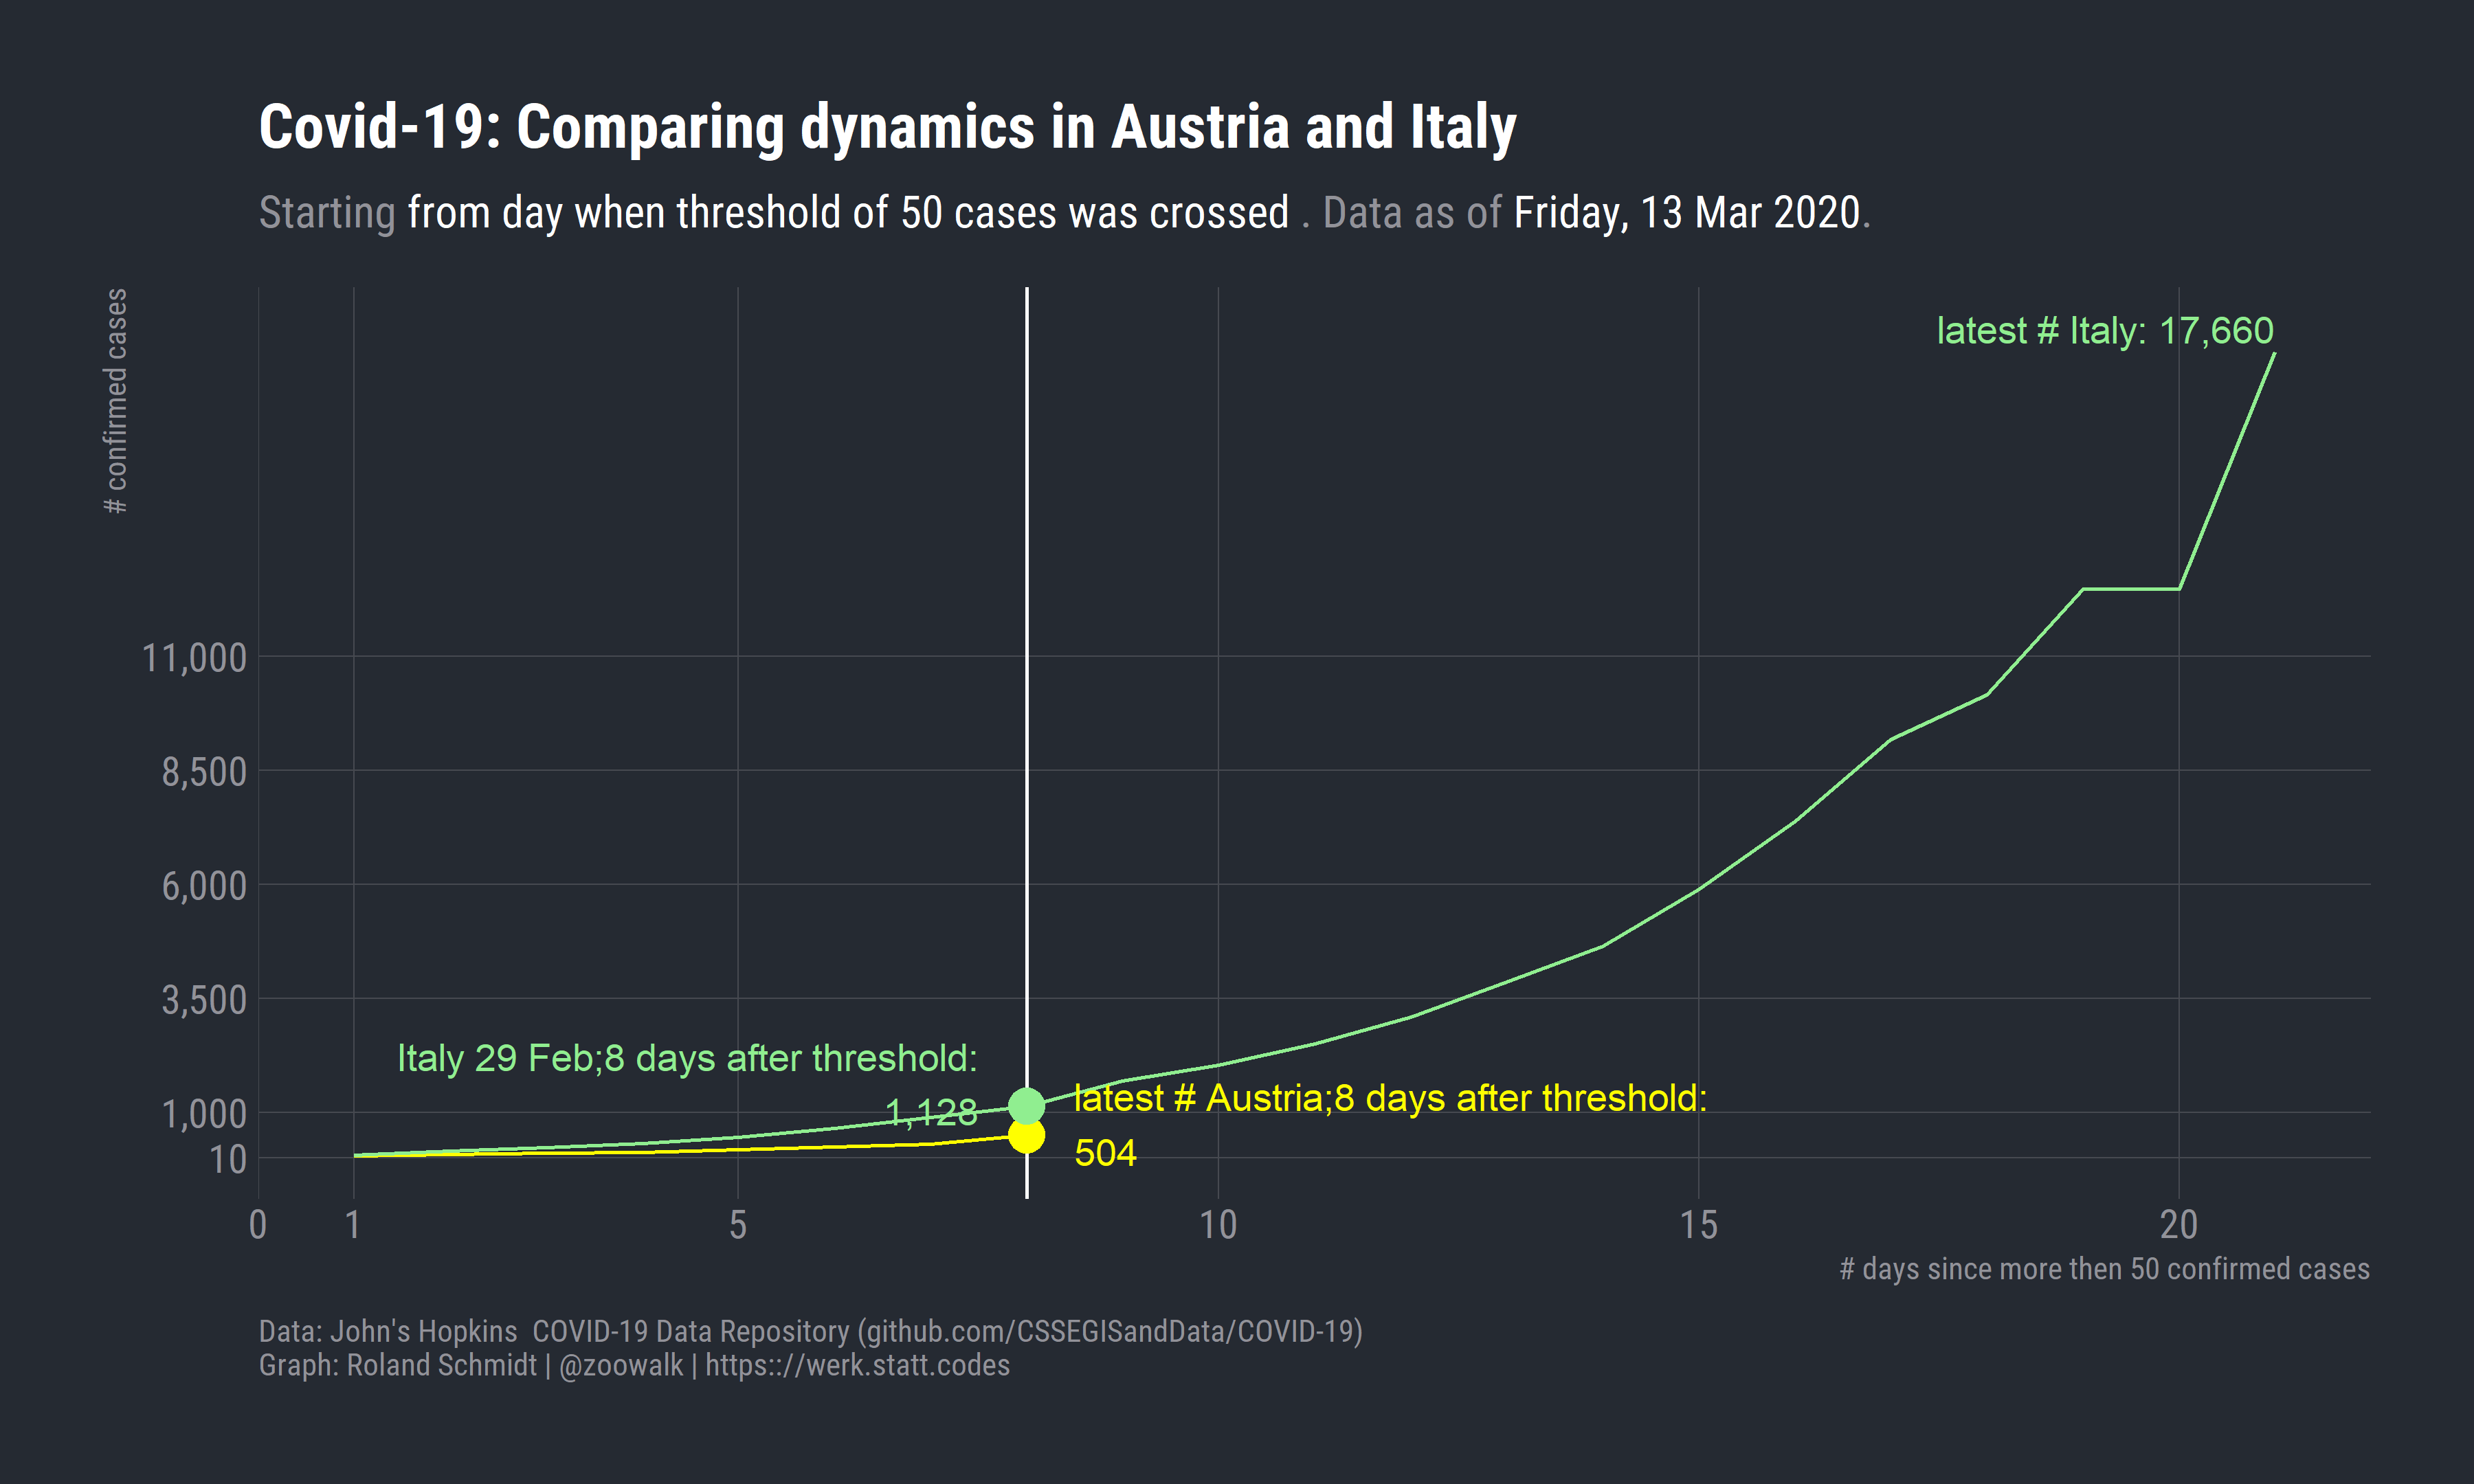 Covid-19: Comparing dynamics in Austria and Italy
Starting from day when threshold of 50 cases was crossed . Data as of Friday, 13 Mar 2020.
# confirmed cases
latest # Italy: 17,660
11,000
8,500
6,000
3,500
1,000
10
Italy 29 Feb;8 days after threshold:
1,128
latest # Austria;8 days after threshold:
504
0 1 5 10 15 20
# days since more then 50 confirmed cases
Data: John's Hopkins  COVID-19 Data Repository (github.com/CSSEGISandData/COVID-19)
Graph: Roland Schmidt | @zoowalk | https:://werk.statt.codes